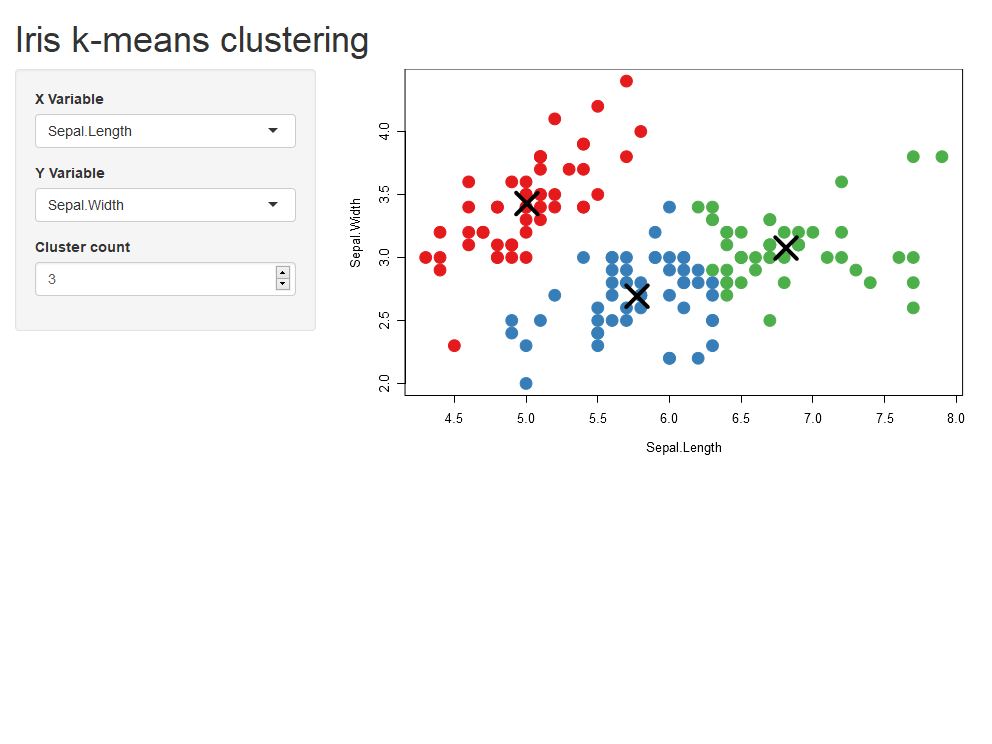 Iris k-means clustering
X Variable
Sepal.Length
Y Variable
Sepal.Width
Cluster count
3
Sepal.Width
4.0
3.5
3.0
2.5
2.0
4.5 5.0 5.5 6.0 6.5 7.0 7.5 8.0
Sepal.Length